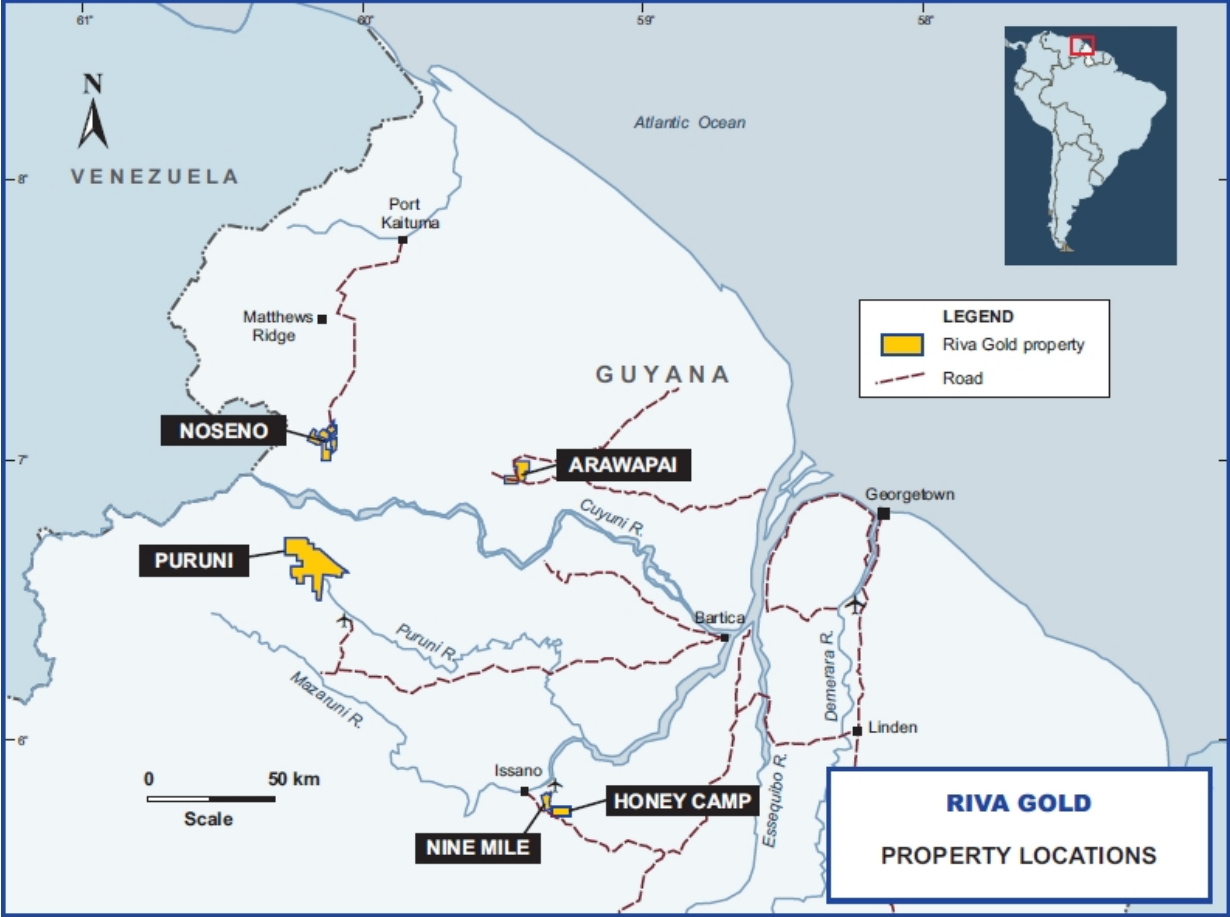 61°
60°
59°
58°
N
Atlantic Ocean
VENEZUELA
8°
Port
Kaituma
Matthews
Ridge
LEGEND
Riva Gold property
Road
GUYANA
NOSENO
7°
ARAWAPAI
Georgetown
Cuyuni R.
PURUNI
Bartica
Puruni R.
Mazaruni R.
Demerara R.
Linden
6°
Issano
0 50 km
Scale
HONEY CAMP
Essequibo R.
NINE MILE
RIVA GOLD
PROPERTY LOCATIONS